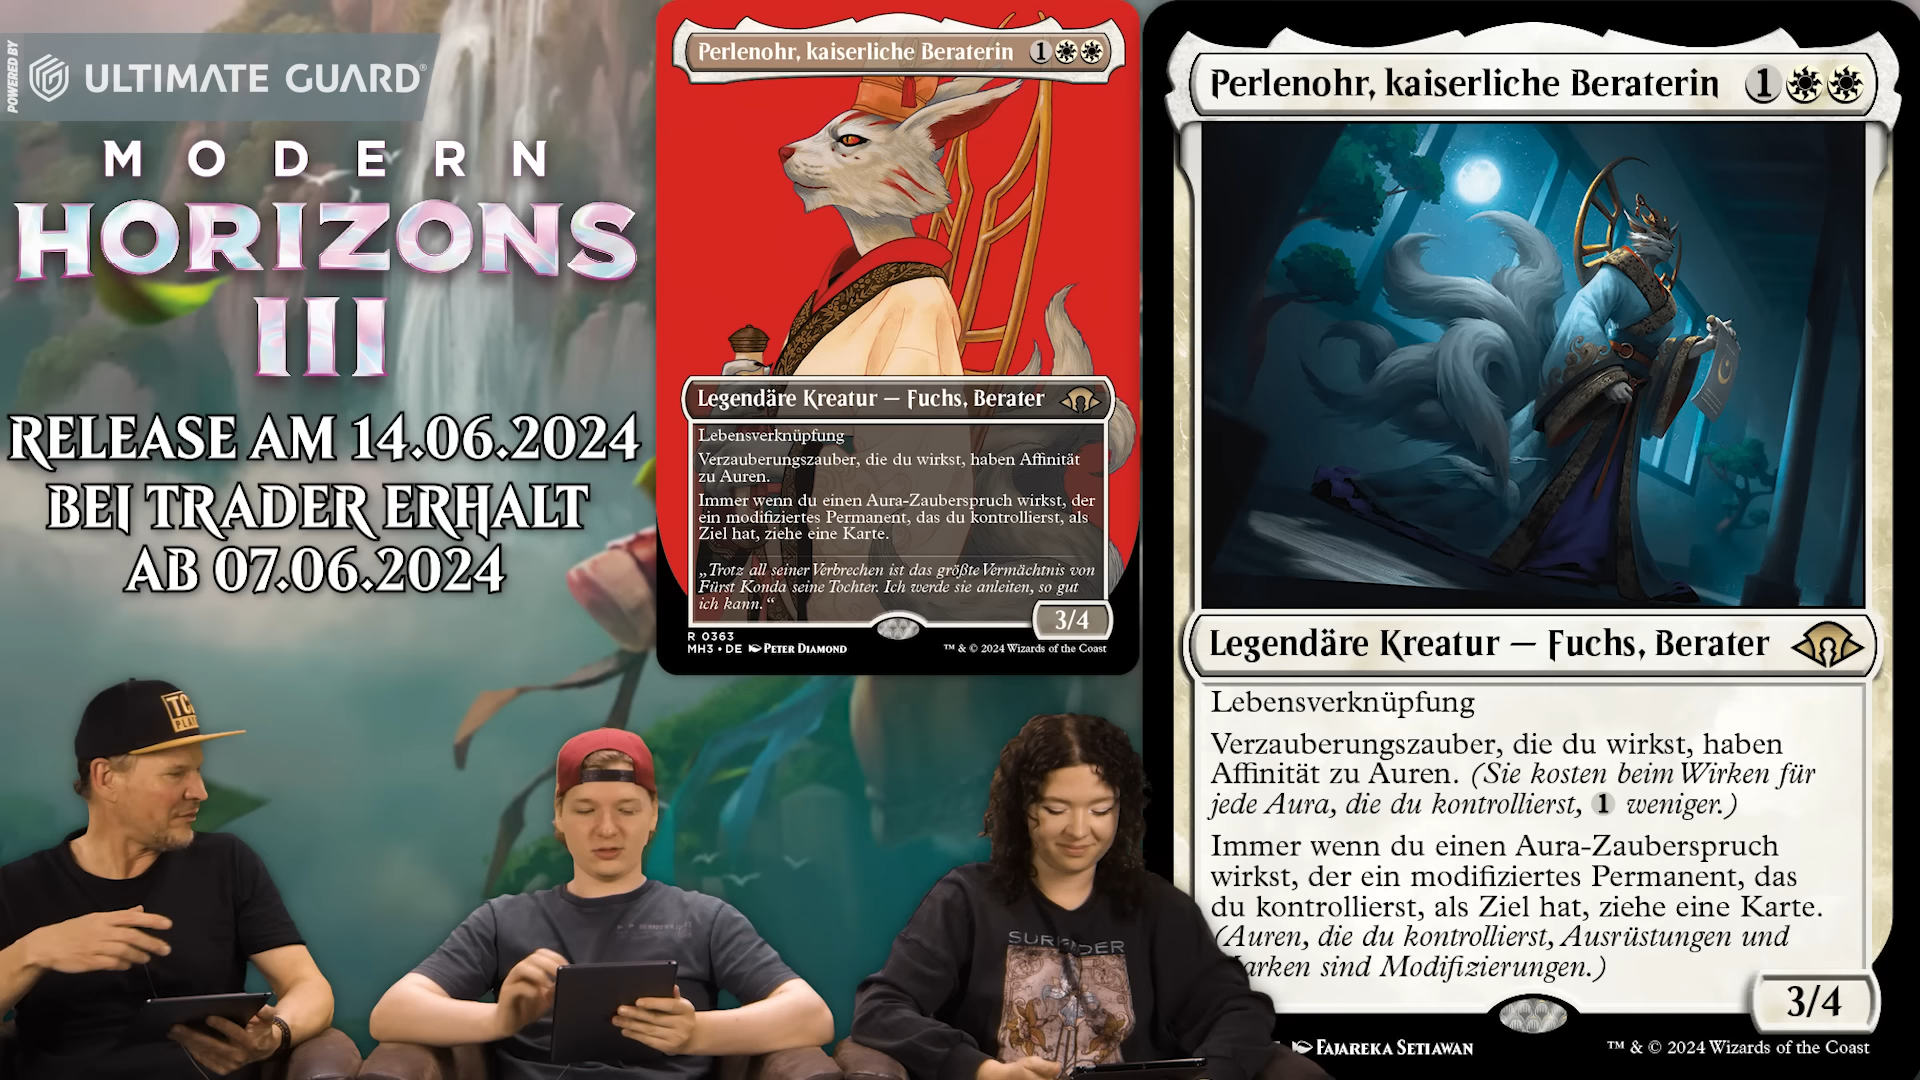 POWERED BY
ULTIMATE GUARD®
MODERN
HORIZONS
III
RELEASE AM 14.06.2024
BEI TRADER ERHALT
AB 07.06.2024
Perlenohr, kaiserliche Beraterin 1
Legendäre Kreatur — Fuchs, Berater
Lebensverknüpfung
Verzauberungszauber, die du wirkst, haben Affinität
zu Auren.
Immer wenn du einen Aura-Zauberspruch wirkst, der
ein modifiziertes Permanent, das du kontrollierst, als
Ziel hat, ziehe eine Karte.
„Trotz all seiner Verbrechen ist das größte Vermächtnis von
Fürst Konda seine Tochter. Ich werde sie anleiten, so gut
ich kann.“
3/4
R 0363
MH3 • DE PETER DIAMOND
™ & © 2024 Wizards of the Coast
Perlenohr, kaiserliche Beraterin 1
Legendäre Kreatur — Fuchs, Berater
Lebensverknüpfung
Verzauberungszauber, die du wirkst, haben
Affinität zu Auren. (Sie kosten beim Wirken für
jede Aura, die du kontrollierst, 1 weniger.)
Immer wenn du einen Aura-Zauberspruch
wirkst, der ein modifiziertes Permanent, das
du kontrollierst, als Ziel hat, ziehe eine Karte.
(Auren, die du kontrollierst, Ausrüstungen und
arken sind Modifizierungen.)
3/4
FAJAREKA SETIAWAN
™ & © 2024 Wizards of the Coast